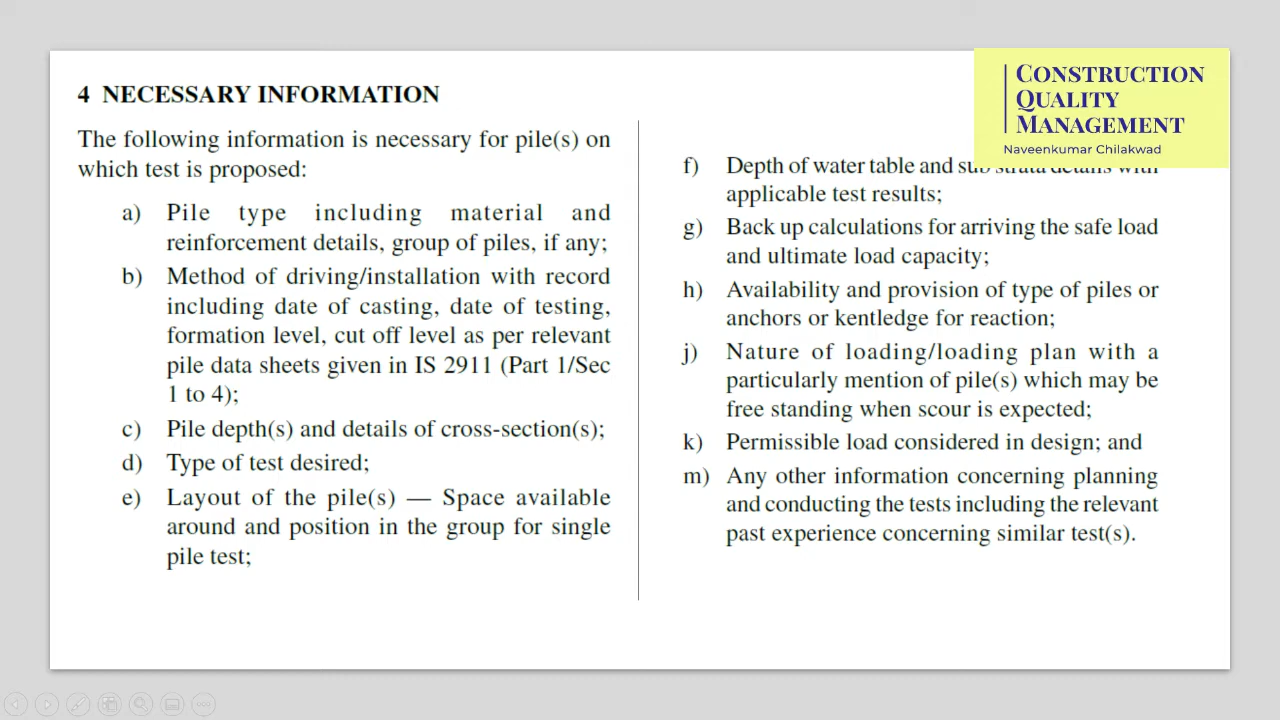 4 NECESSARY INFORMATION
The following information is necessary for pile(s) on
which test is proposed:
a) Pile type including material and
reinforcement details, group of piles, if any;
b) Method of driving/installation with record
including date of casting, date of testing,
formation level, cut off level as per relevant
pile data sheets given in IS 2911 (Part 1/Sec
1 to 4);
c) Pile depth(s) and details of cross-section(s);
d) Type of test desired;
e) Layout of the pile(s) — Space available
around and position in the group for single
pile test;
CONSTRUCTION
QUALITY
MANAGEMENT
Naveenkumar Chilakwad
f) Depth of water table and sub strata details with
applicable test results;
g) Back up calculations for arriving the safe load
and ultimate load capacity;
h) Availability and provision of type of piles or
anchors or kentledge for reaction;
j) Nature of loading/loading plan with a
particularly mention of pile(s) which may be
free standing when scour is expected;
k) Permissible load considered in design; and
m) Any other information concerning planning
and conducting the tests including the relevant
past experience concerning similar test(s).